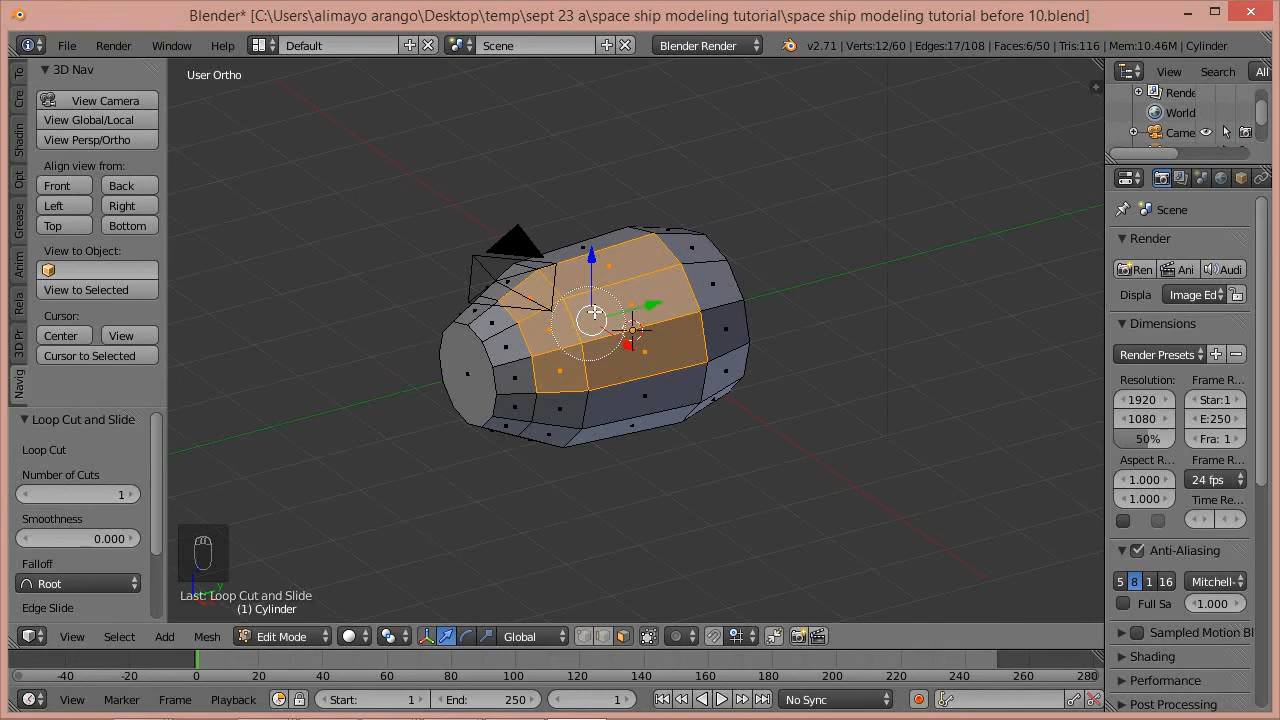 Blender* [C:\Users\alimayo arango\Desktop\temp\sept 23 a\space ship modeling tutorial\space ship modeling tutorial before 10.blend]
File Render Window Help Default Scene Blender Render v2.71 | Verts:12/60 | Edges:17/108 | Faces:6/50 | Tris:116 | Mem:10.46M | Cylinder
3D Nav
View Camera
View Global/Local
View Persp/Ortho
Align view from:
Front Back
Left Right
Top Bottom
View to Object:
View to Selected
Cursor:
Center View
Cursor to Selected
To
Cre
Shadin
Opt
Grease
Anim
Rela
3D Pr
Navig
Loop Cut and Slide
Loop Cut
Number of Cuts
1
Smoothness
0.000
Falloff
Root
Edge Slide
User Ortho
y
Last: Loop Cut and Slide
(1) Cylinder
View Search All
Rende
World
Came
Scene
Render
Ren Ani Audi
Displa Image Ed
Dimensions
Render Presets
Resolution: Frame R...
1920 Star:1
1080 E:250
50% Fra: 1
Aspect R... Frame R...
1.000 24 fps
1.000 Time Re...
Anti-Aliasing
5 8 1 16 Mitchell-
Full Sa 1.000
Sampled Motion Bl
Shading
Performance
Post Processing
View Select Add Mesh Edit Mode Global
-40 -20 0 20 40 60 80 100 120 140 160 180 200 220 240 260 280
View Marker Frame Playback Start: 1 End: 250 1 No Sync